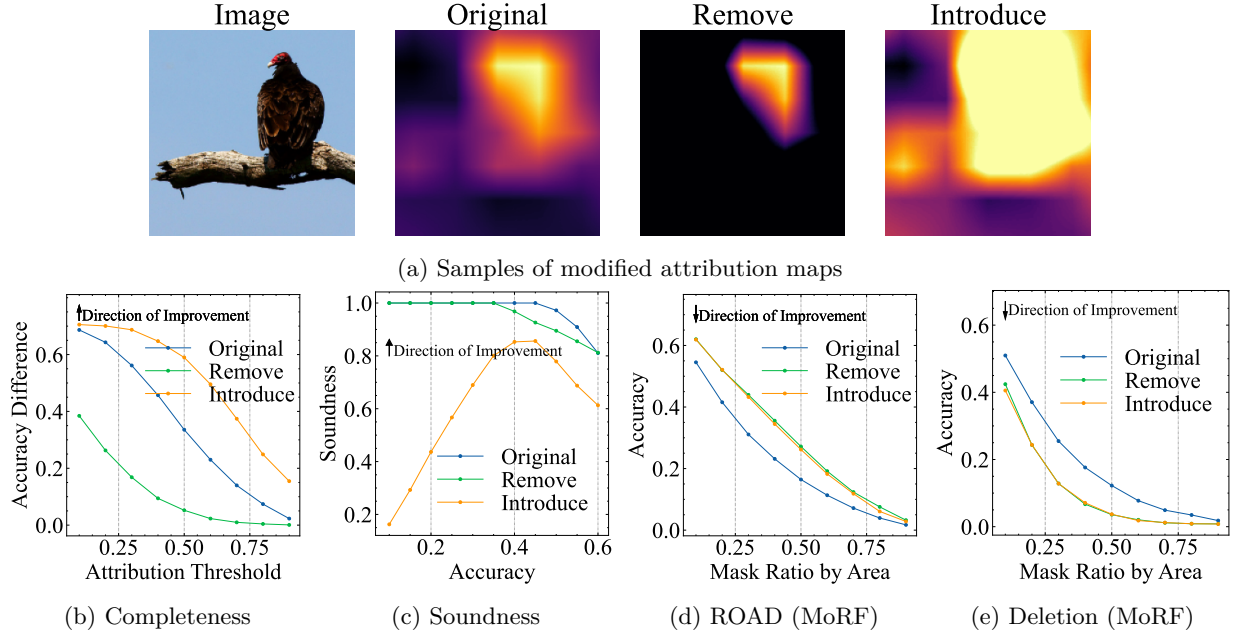 Image Original Remove Introduce
(a) Samples of modified attribution maps
Direction of Improvement
Original
Remove
Introduce
Accuracy Difference
0.6
0.4
0.2
0.0
0.25 0.50 0.75
Attribution Threshold
(b) Completeness
Direction of Improvement
Original
Remove
Introduce
Soundness
1.0
0.8
0.6
0.4
0.2
0.2 0.4 0.6
Accuracy
(c) Soundness
Direction of Improvement
Original
Remove
Introduce
Accuracy
0.6
0.4
0.2
0.0
0.25 0.50 0.75
Mask Ratio by Area
(d) ROAD (MoRF)
Direction of Improvement
Original
Remove
Introduce
Accuracy
0.6
0.4
0.2
0.0
0.25 0.50 0.75
Mask Ratio by Area
(e) Deletion (MoRF)